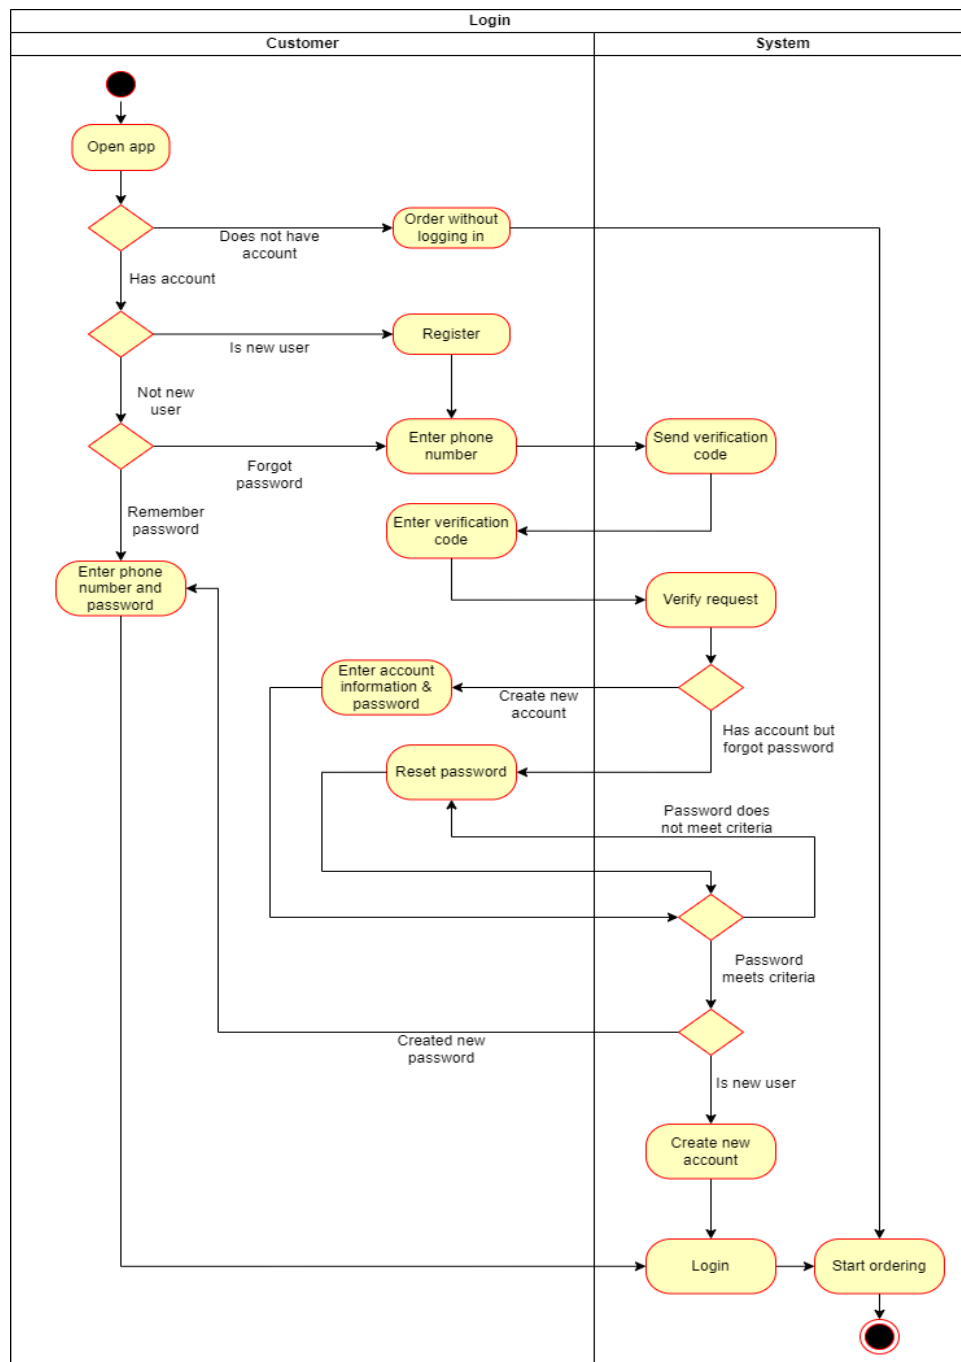 Login
Customer
System
Open app
Order without
logging in
Does not have
account
Has account
Register
Is new user
Not new
user
Enter phone
number
Send verification
code
Forgot
password
Remember
password
Enter verification
code
Enter phone
number and
password
Verify request
Enter account
information &
password
Create new
account
Has account but
forgot password
Reset password
Password does
not meet criteria
Password
meets criteria
Created new
password
Is new user
Create new
account
Login
Start ordering